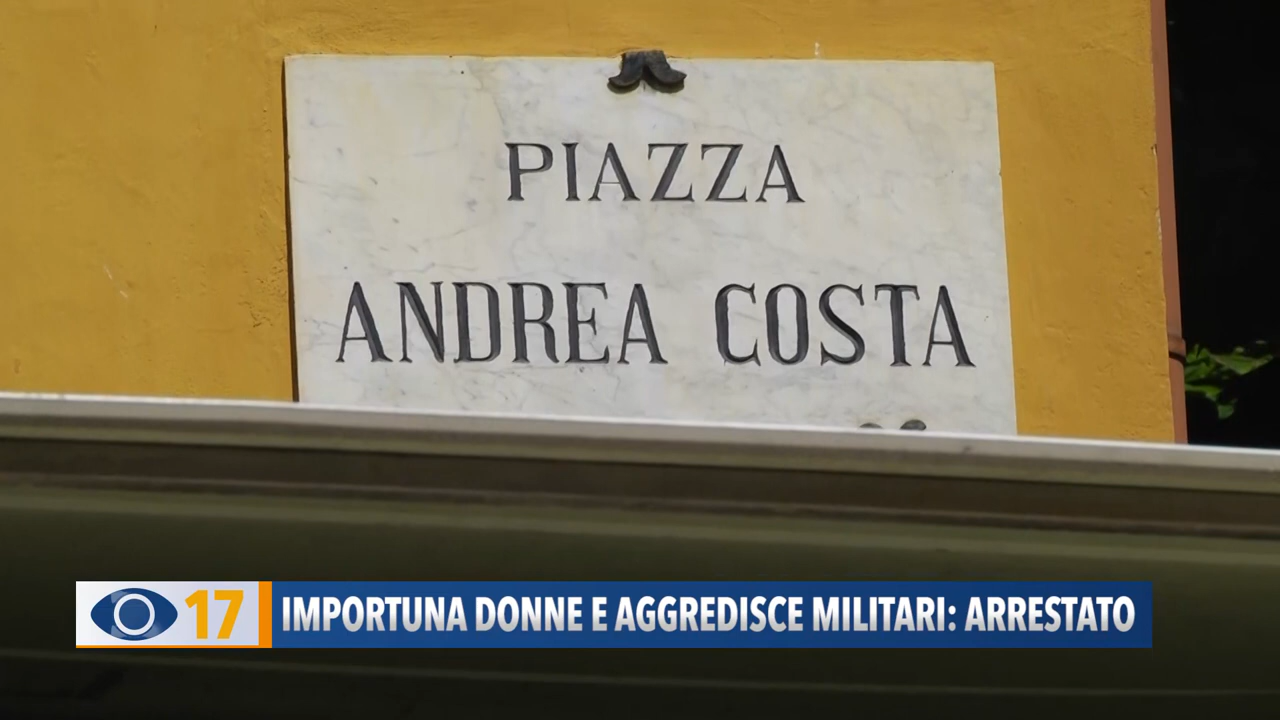 PIAZZA
ANDREA COSTA
17 IMPORTUNA DONNE E AGGREDISCE MILITARI: ARRESTATO